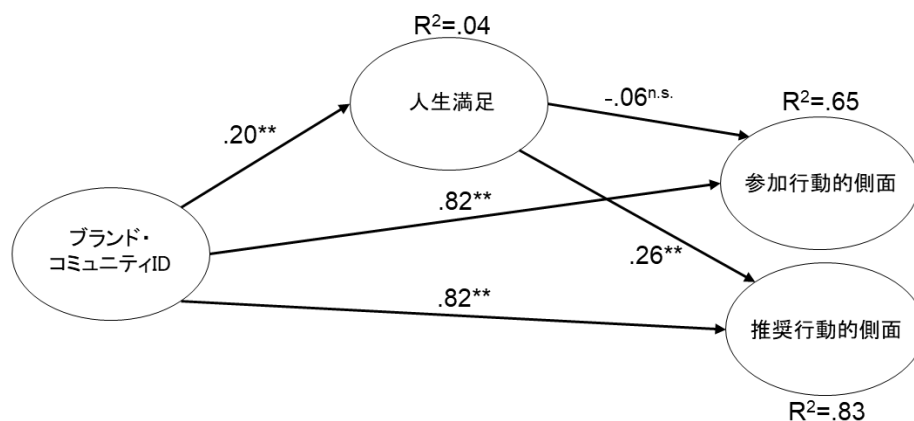 R²=.04
人生満足
-.06n.s.
R²=.65
.20**
参加行動的側面
.82**
ブランド・
コミュニティID
.26**
.82**
推奨行動的側面
R²=.83